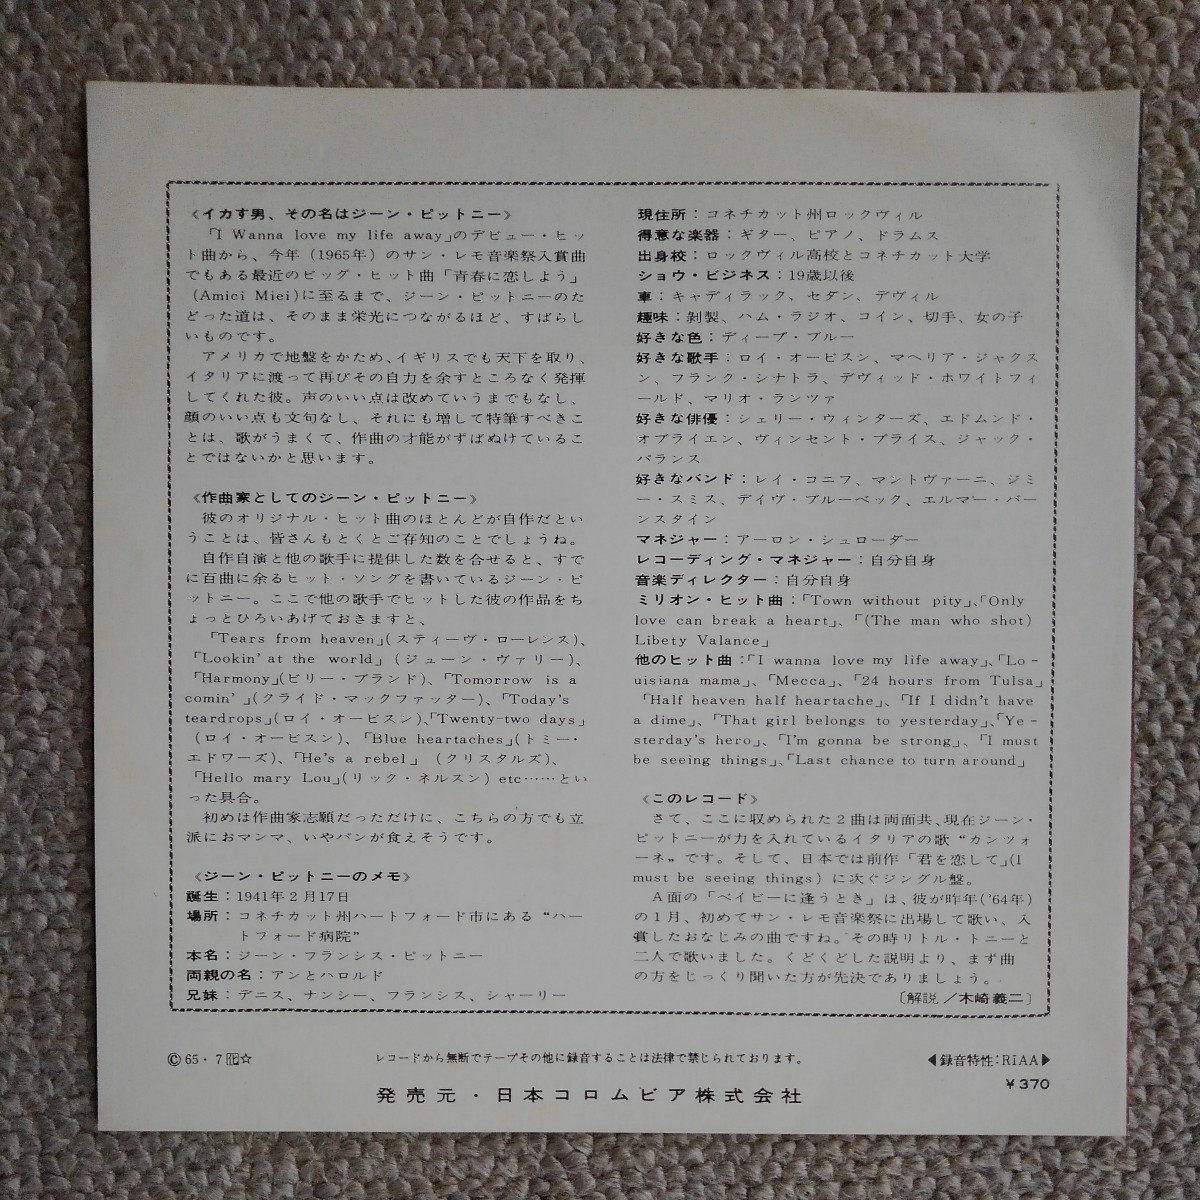 《イカす男、その名はジーン・ピットニー》
「I Wanna love my life away」のデビュー・ヒッ
ト曲から、今年(1965年)のサン・レモ音楽祭入賞曲
でもある最近のビッグ・ヒット曲「青春に恋しよう」
(Amici Miei)に至るまで、ジーン・ピットニーのた
どった道は、そのまま栄光につながるほど、すばらし
いものです。
アメリカで地盤をかため、イギリスでも天下を取り、
イタリアに渡って再びその自力を余すところなく発揮
してくれた彼。声のいい点は改めていうまでもなし、
顔のいい点も文句なし、それにも増して特筆すべきこ
とは、歌がうまくて、作曲の才能がずばぬけているこ
とではないかと思います。
《作曲家としてのジーン・ピットニー》
彼のオリジナル・ヒット曲のほとんどが自作だとい
うことは、皆さんもとくとご存知のことでしょうね。
自作自演と他の歌手に提供した数を合せると、すで
に百曲に余るヒット・ソングを書いているジーン・ピ
ットニー。ここで他の歌手でヒットした彼の作品をち
ょっとひろいあげておきますと、
「Tears from heaven」(スティーヴ・ローレンス)、
「Lookin' at the world」(ジューン・ヴァリー)、
「Harmony」(ビリー・ブランド)、「Tomorrow is a
comin'」(クライド・マックファッター)、「Today's
teardrops」(ロイ・オービスン)、「Twenty-two days」
(ロイ・オービスン)、「Blue heartaches」(トミー・
エドワーズ)、「He's a rebel」(クリスタルズ)、
「Hello mary Lou」(リック・ネルスン) etc……とい
った具合。
初めは作曲家志願だっただけに、こちらの方でも立
派におマンマ、いやパンが食えそうです。
《ジーン・ピットニーのメモ》
誕生：1941年2月17日
場所：コネチカット州ハートフォード市にある“ハー
トフォード病院”
本名：ジーン・フランシス・ピットニー
両親の名：アンとハロルド
兄妹：デニス、ナンシー、フランシス、シャーリー
現住所：コネチカット州ロックヴィル
得意な楽器：ギター、ピアノ、ドラムス
出身校：ロックヴィル高校とコネチカット大学
ショウ・ビジネス：19歳以後
車：キャディラック、セダン、デヴィル
趣味：剝製、ハム・ラジオ、コイン、切手、女の子
好きな色：ディープ・ブルー
好きな歌手：ロイ・オービスン、マヘリア・ジャクス
ン、フランク・シナトラ、デヴィッド・ホワイトフィ
ールド、マリオ・ランツァ
好きな俳優：シェリー・ウィンターズ、エドムンド・
オブライエン、ヴィンセント・プライス、ジャック・
パランス
好きなバンド：レイ・コニフ、マントヴァーニ、ジミ
ー・スミス、デイヴ・ブルーベック、エルマー・バー
ンスタイン
マネジャー：アーロン・シュローダー
レコーディング・マネジャー：自分自身
音楽ディレクター：自分自身
ミリオン・ヒット曲：「Town without pity」、「Only
love can break a heart」、「(The man who shot)
Libety Valance」
他のヒット曲：「I wanna love my life away」、「Lo-
uisiana mama」、「Mecca」、「24 hours from Tulsa」
「Half heaven half heartache」、「If I didn't have
a dime」、「That girl belongs to yesterday」、「Ye-
sterday's hero」、「I'm gonna be strong」、「I must
be seeing things」、「Last chance to turn around」
《このレコード》
さて、ここに収められた2曲は両面共、現在ジーン・
ピットニーが力を入れているイタリアの歌“カンツォ
ーネ”です。そして、日本では前作「君を恋して」(I
must be seeing things)に次ぐジングル盤。
A面の「ベイビーに逢うとき」は、彼が昨年('64年)
の1月、初めてサン・レモ音楽祭に出場して歌い、入
賞したおなじみの曲ですね。その時リトル・トニーと
二人で歌いました。くどくどした説明より、まず曲
の方をじっくり聞いた方が先決でありましょう。
〔解説／木崎義二〕
©65・7 ☆
レコードから無断でテープその他に録音することは法律で禁じられております。
◀録音特性：RIAA▶
¥370
発売元・日本コロムビア株式会社